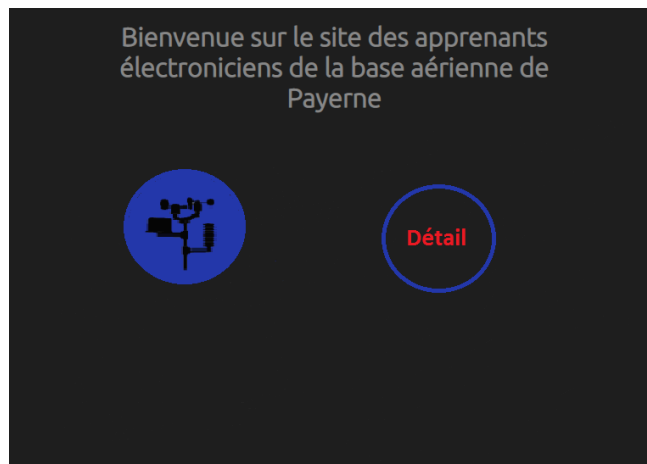 Bienvenue sur le site des apprenants
électroniciens de la base aérienne de
Payerne
Détail